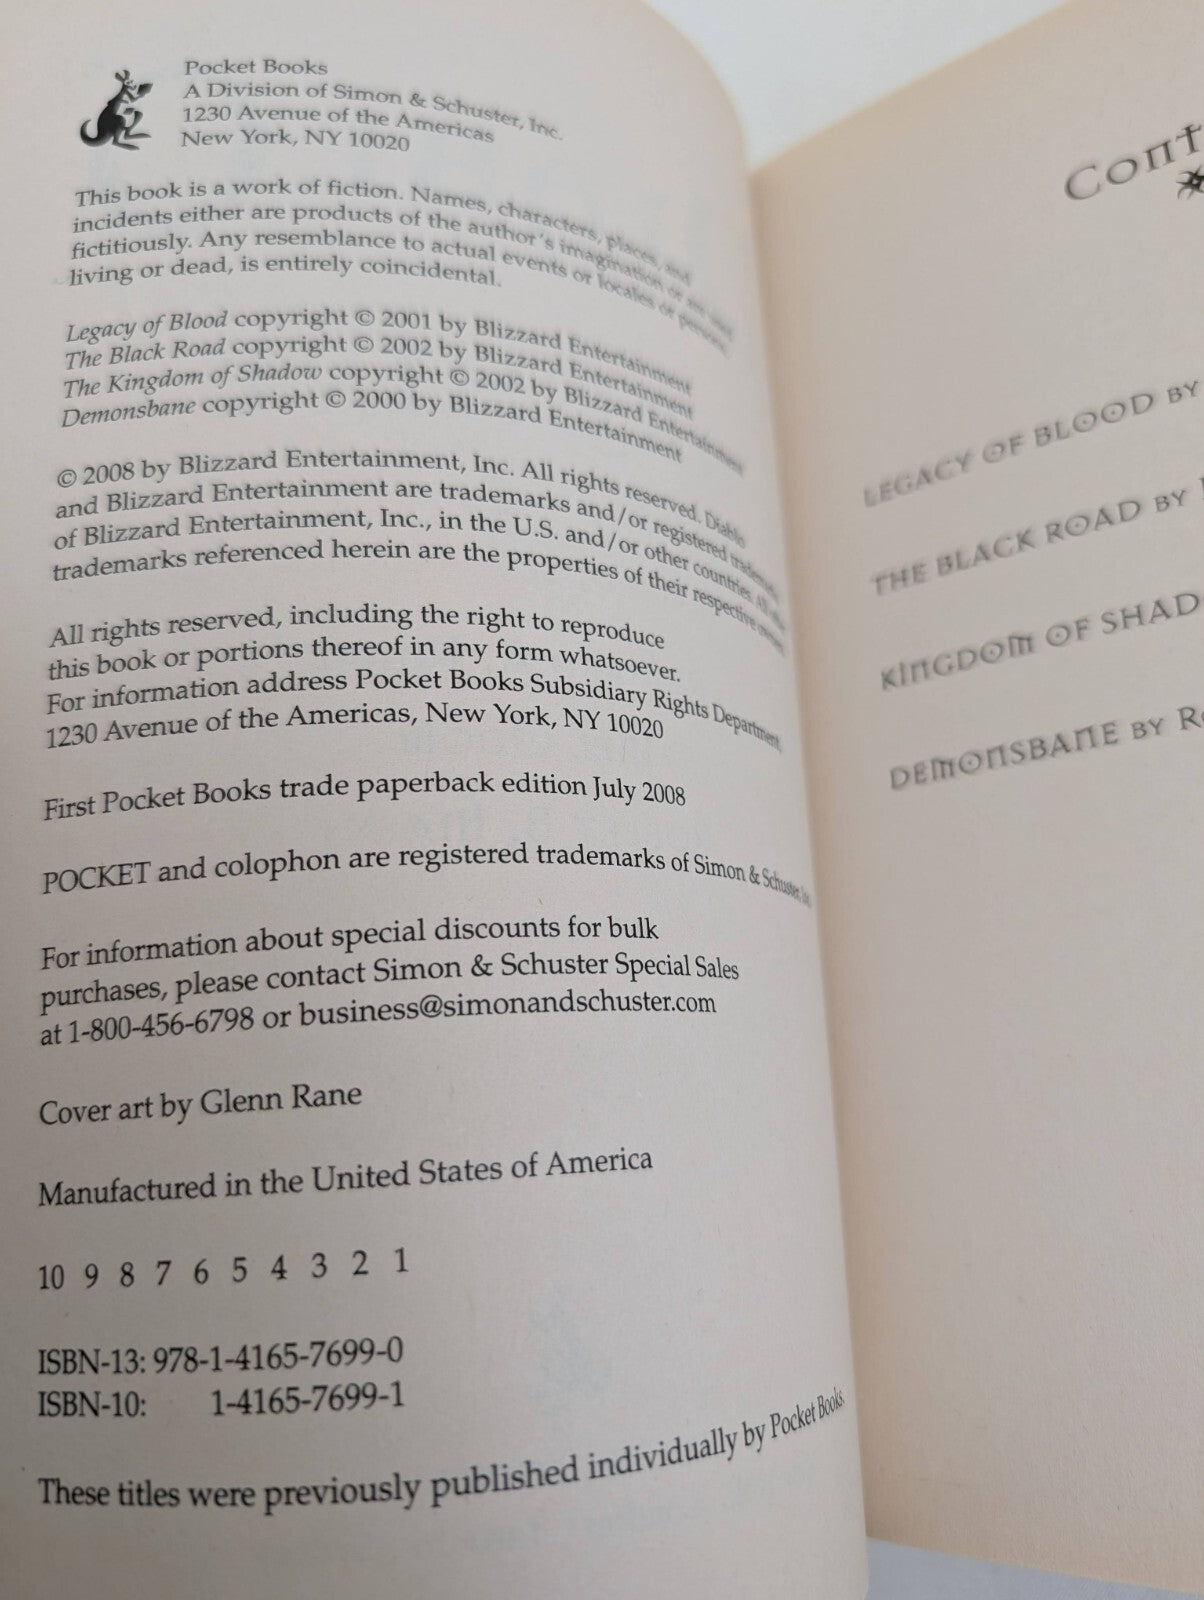 Pocket Books
A Division of Simon & Schuster, Inc.
1230 Avenue of the Americas
New York, NY 10020
This book is a work of fiction. Names, characters, places, and
incidents either are products of the author's imagination or are used
fictitiously. Any resemblance to actual events or locales or persons,
living or dead, is entirely coincidental.
Legacy of Blood copyright © 2001 by Blizzard Entertainment
The Black Road copyright © 2002 by Blizzard Entertainment
The Kingdom of Shadow copyright © 2002 by Blizzard Entertainment
Demonsbane copyright © 2000 by Blizzard Entertainment
© 2008 by Blizzard Entertainment, Inc. All rights reserved. Diablo
and Blizzard Entertainment are trademarks and/or registered trademarks
of Blizzard Entertainment, Inc., in the U.S. and/or other countries. All other
trademarks referenced herein are the properties of their respective owners.
All rights reserved, including the right to reproduce
this book or portions thereof in any form whatsoever.
For information address Pocket Books Subsidiary Rights Department,
1230 Avenue of the Americas, New York, NY 10020
First Pocket Books trade paperback edition July 2008
POCKET and colophon are registered trademarks of Simon & Schuster, Inc.
For information about special discounts for bulk
purchases, please contact Simon & Schuster Special Sales
at 1-800-456-6798 or business@simonandschuster.com
Cover art by Glenn Rane
Manufactured in the United States of America
10 9 8 7 6 5 4 3 2 1
ISBN-13: 978-1-4165-7699-0
ISBN-10: 1-4165-7699-1
These titles were previously published individually by Pocket Books.
Cont
LEGACY OF BLOOD BY
THE BLACK ROAD BY
KINGDOM OF SHAD
DEMONSBANE BY R